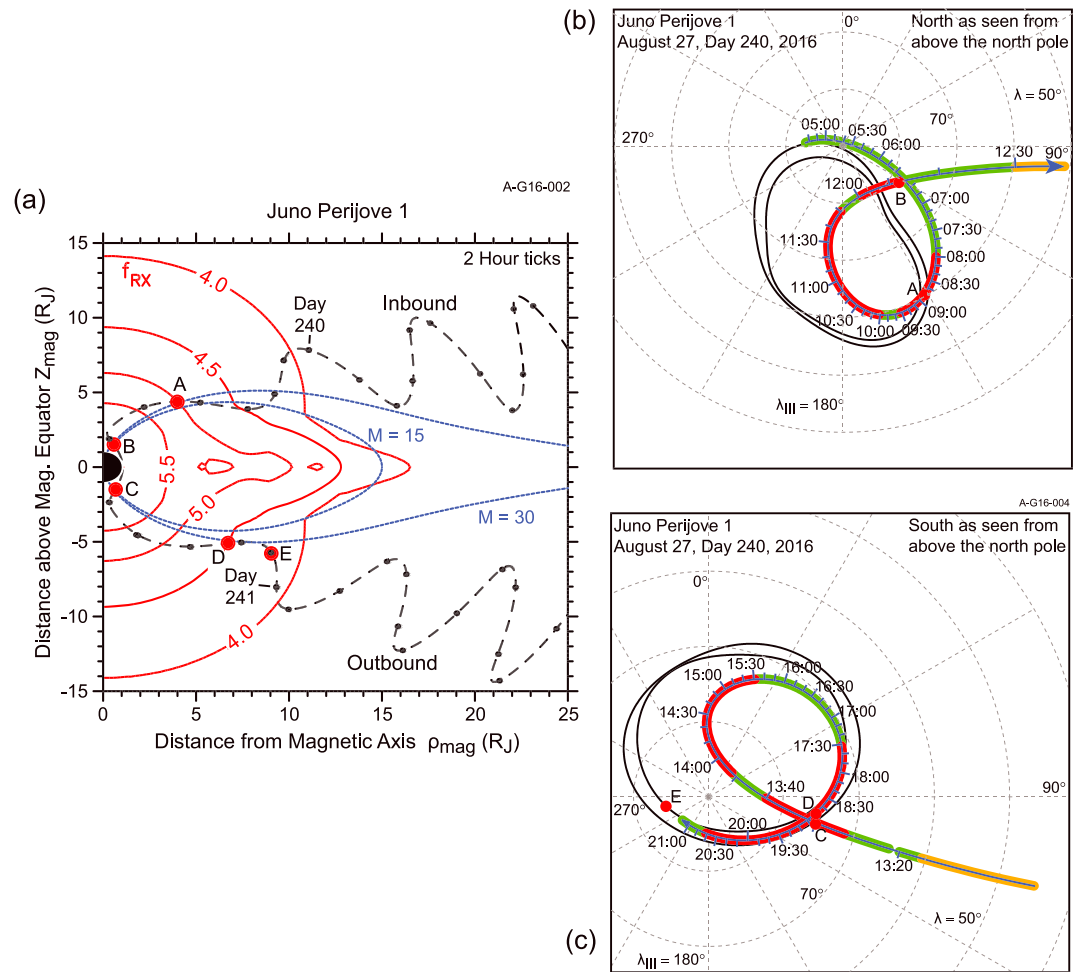 (a)
A-G16-002
Juno Perijove 1
2 Hour ticks
f_RX
4.0
4.5
5.0
5.5
4.0
Day
240
Inbound
A
B
C
D
E
M = 15
M = 30
Day
241
Outbound
15
10
5
0
-5
-10
-15
0
5
10
15
20
25
Distance above Mag. Equator Z_mag (R_J)
Distance from Magnetic Axis ρ_mag (R_J)
(b)
Juno Perijove 1
August 27, Day 240, 2016
North as seen from
above the north pole
0°
λ = 50°
70°
270°
90°
05:00
05:30
06:00
12:30
12:00
B
07:00
07:30
11:30
08:00
08:30
A
11:00
09:00
10:30
10:00
09:30
λ_III = 180°
A-G16-004
Juno Perijove 1
August 27, Day 240, 2016
South as seen from
above the north pole
0°
15:30
16:00
15:00
16:30
14:30
17:00
17:30
14:00
18:00
13:40
D
18:30
270°
E
90°
C
20:00
21:00
19:30
20:30
13:20
70°
λ = 50°
λ_III = 180°
(c)